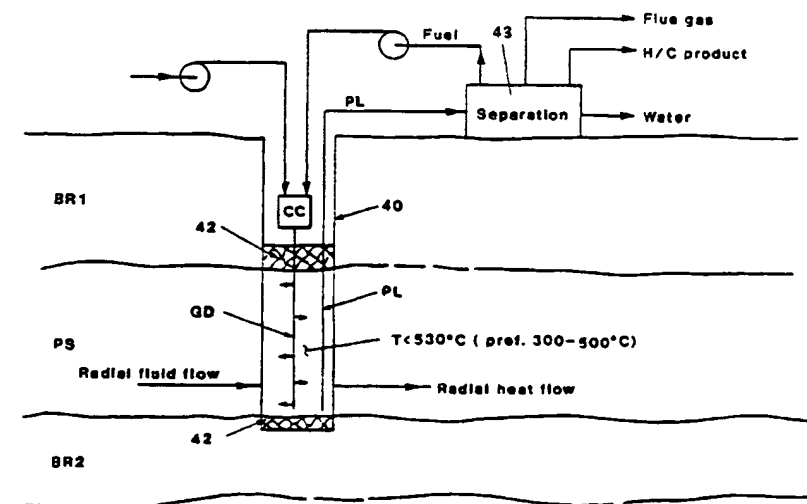 Flue gas
Fuel
43
H/C product
PL
Separation
Water
BR1
CC
40
42
PL
GD
T<530°C ( pref. 300-500°C)
PS
Radial fluid flow
Radial heat flow
42
BR2